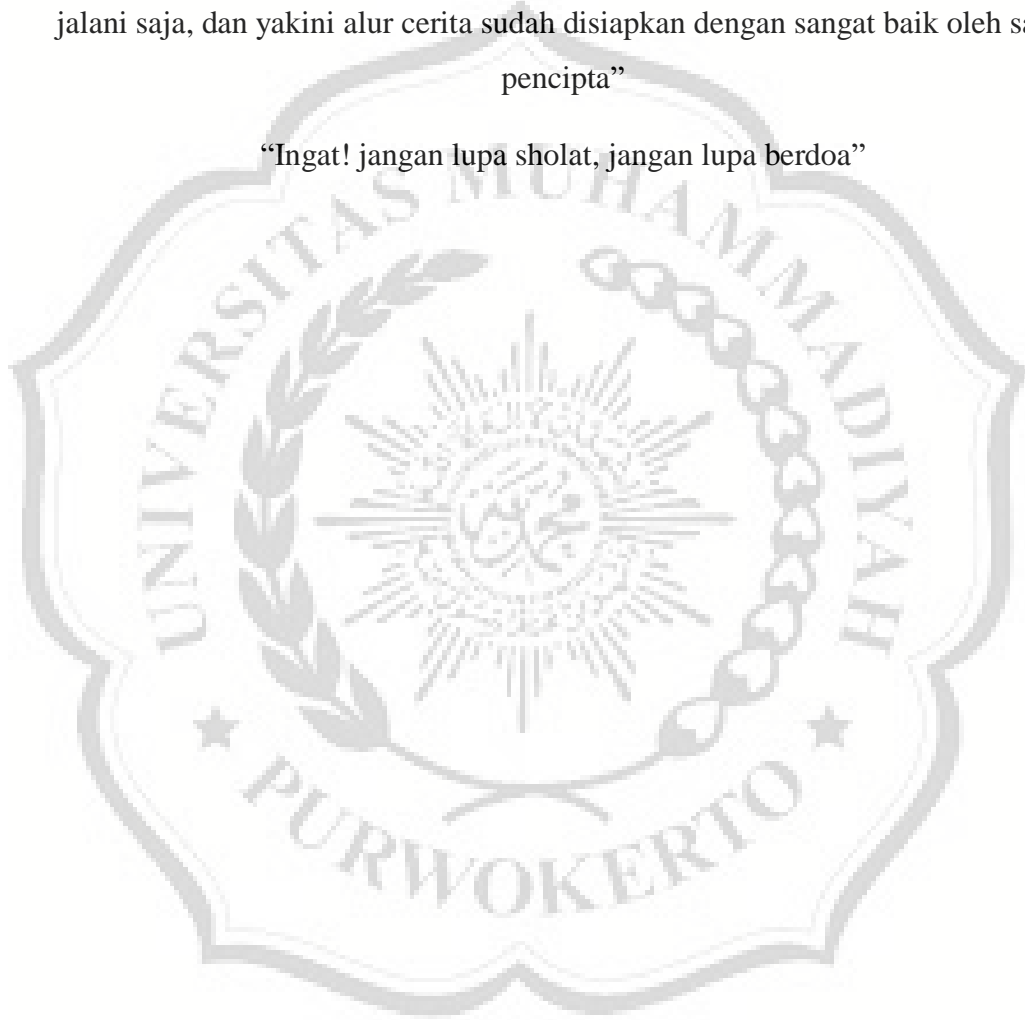 jalani saja, dan yakini alur cerita sudah disiapkan dengan sangat baik oleh
pencipta”
“Ingat! jangan lupa sholat, jangan lupa berdoa”
UNIVERSITAS MUHAMMADIYAH
★ PURWOKERTO ★